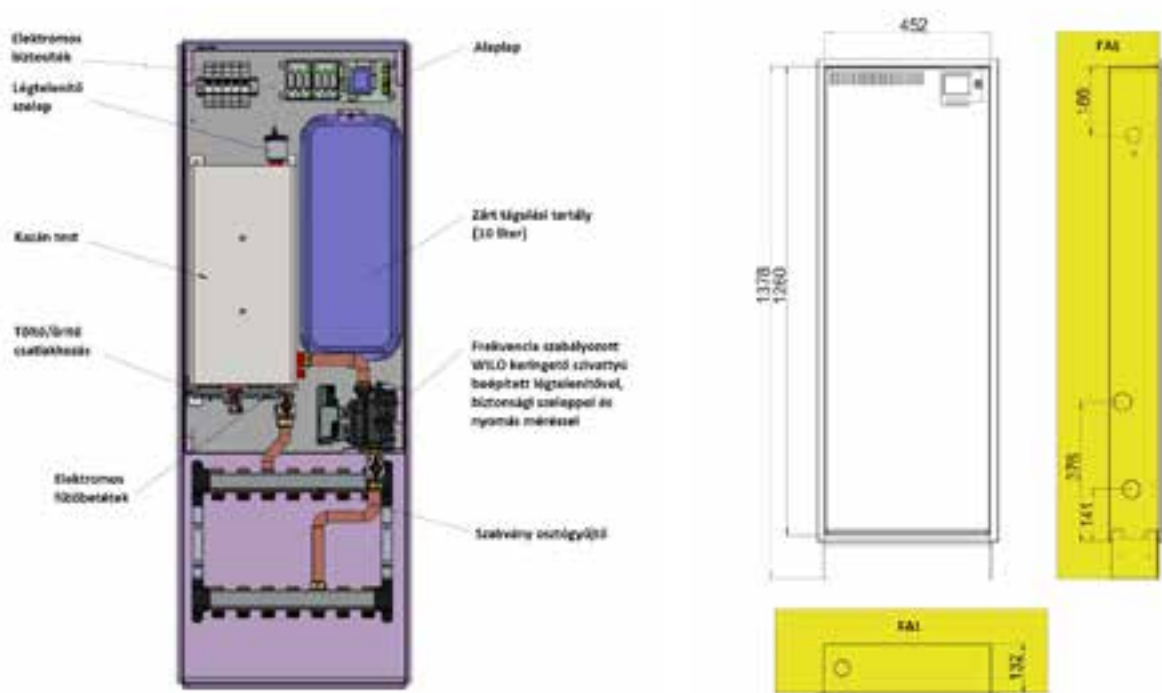 Elektromos
biztosíték
Légtelenítő
szelep
Kazán test
Töltő/ürítő
csatlakozás
Elektromos
fűtőbetétek
Alaplap
Zárt tágulási tartály
(10 liter)
Frekvencia szabályozott
WILO keringető szivattyú
beépített légtelenítővel,
biztonsági szeleppel és
nyomás méréssel
Szelvény osztógyűjtő
452
1378
1260
FAL
166
376
141
FAL
132